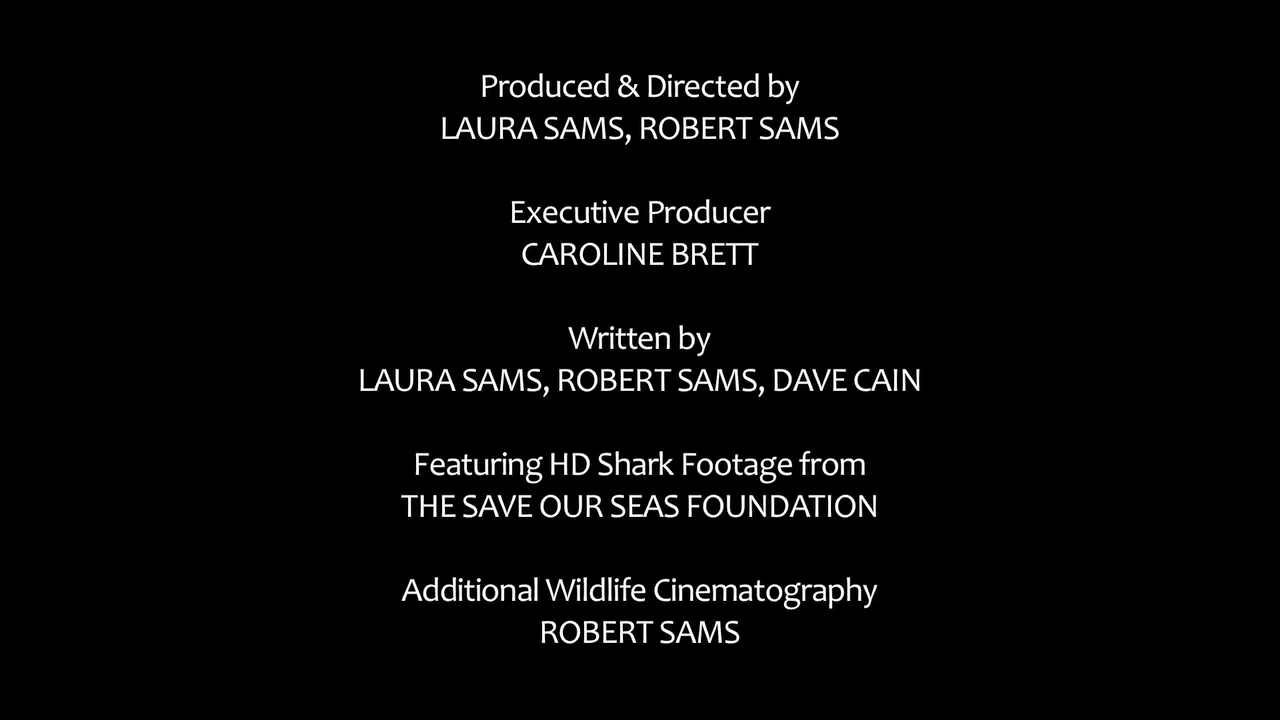 Produced & Directed by
LAURA SAMS, ROBERT SAMS
Executive Producer
CAROLINE BRETT
Written by
LAURA SAMS, ROBERT SAMS, DAVE CAIN
Featuring HD Shark Footage from
THE SAVE OUR SEAS FOUNDATION
Additional Wildlife Cinematography
ROBERT SAMS